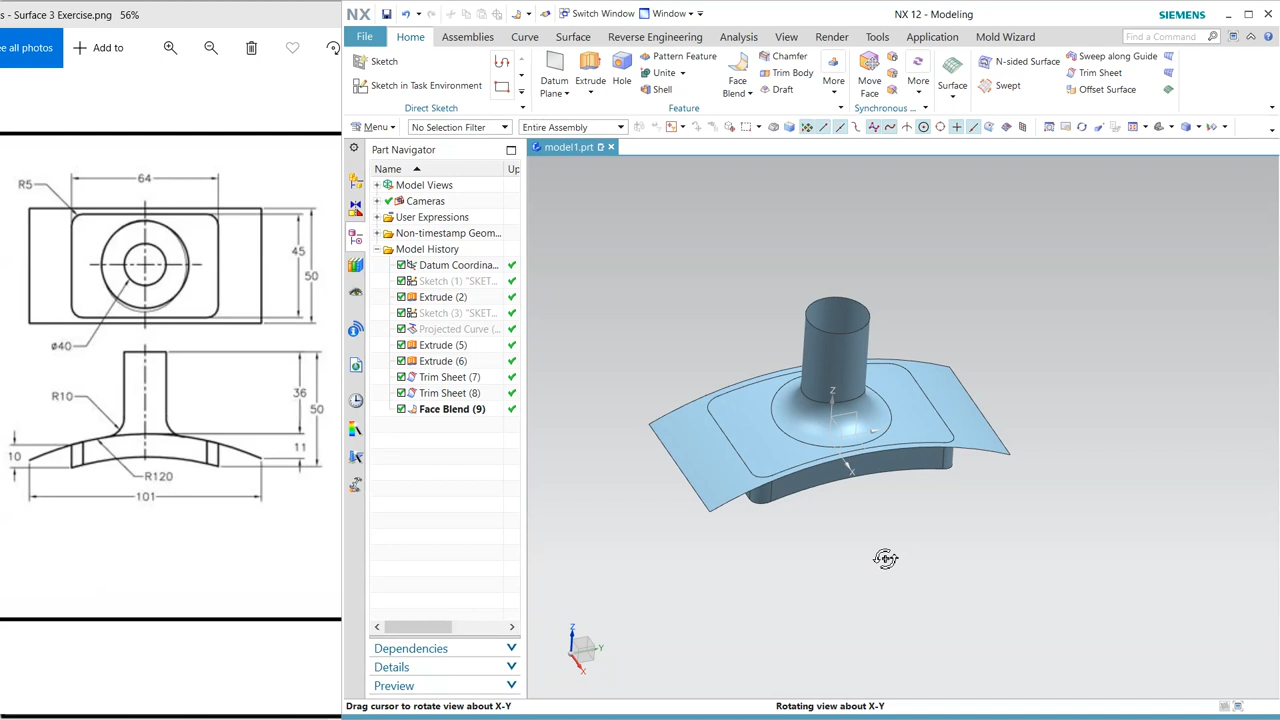 s - Surface 3 Exercise.png 56%
ee all photos
Add to
64
R5
45
50
ø40
36
50
R10
10
11
R120
101
NX
Switch Window
Window
NX 12 - Modeling
SIEMENS
File Home Assemblies Curve Surface Reverse Engineering Analysis View Render Tools Application Mold Wizard
Find a Command
Sketch
Sketch in Task Environment
Direct Sketch
Datum Plane
Extrude
Hole
Pattern Feature
Unite
Shell
Face Blend
Chamfer
Trim Body
Draft
More
Feature
Move Face
More
Synchronous ...
Surface
N-sided Surface
Swept
Sweep along Guide
Trim Sheet
Offset Surface
Menu
No Selection Filter
Entire Assembly
Part Navigator
model1.prt
Name
Up
Model Views
Cameras
User Expressions
Non-timestamp Geom...
Model History
Datum Coordina...
Sketch (1) "SKET...
Extrude (2)
Sketch (3) "SKET...
Projected Curve (...
Extrude (5)
Extrude (6)
Trim Sheet (7)
Trim Sheet (8)
Face Blend (9)
Dependencies
Details
Preview
Z
X
Z
Y
X
Drag cursor to rotate view about X-Y
Rotating view about X-Y